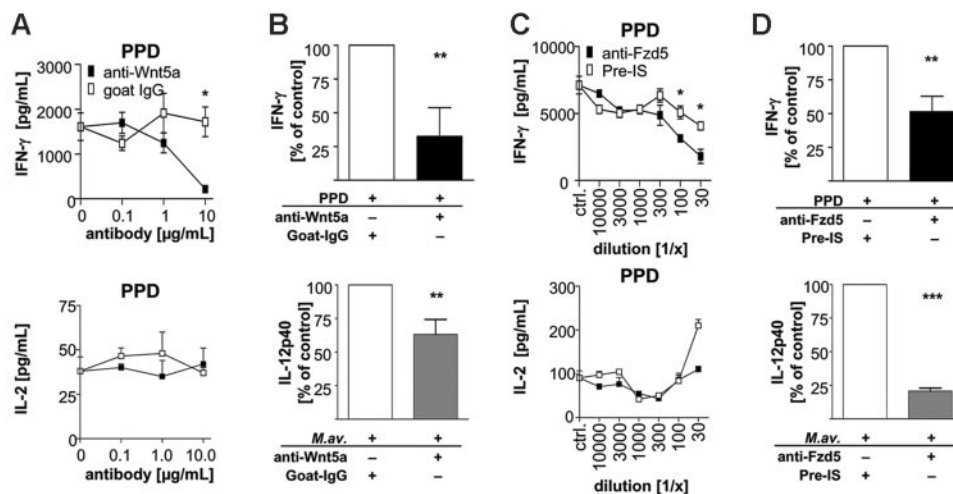 A
PPD
3000
2000
1000
0
IFN-γ [pg/mL]
anti-Wnt5a
goat IgG
*
0 0.1 1 10
antibody [µg/mL]
PPD
75
50
25
0
IL-2 [pg/mL]
0 0.1 1.0 10.0
antibody [µg/mL]
B
100
75
50
25
IFN-γ
[% of control]
**
PPD + +
anti-Wnt5a – +
Goat-IgG + –
100
75
50
25
IL-12p40
[% of control]
**
M.av. + +
anti-Wnt5a – +
Goat-IgG + –
C
PPD
10000
5000
0
IFN-γ [pg/mL]
anti-Fzd5
Pre-IS
* *
ctrl. 10000 3000 1000 300 100 30
dilution [1/x]
PPD
300
200
100
0
IL-2 [pg/mL]
ctrl. 10000 3000 1000 300 100 30
dilution [1/x]
D
100
75
50
25
IFN-γ
[% of control]
**
PPD + +
anti-Fzd5 – +
Pre-IS + –
100
75
50
25
IL-12p40
[% of control]
***
M.av. + +
anti-Fzd5 – +
Pre-IS + –